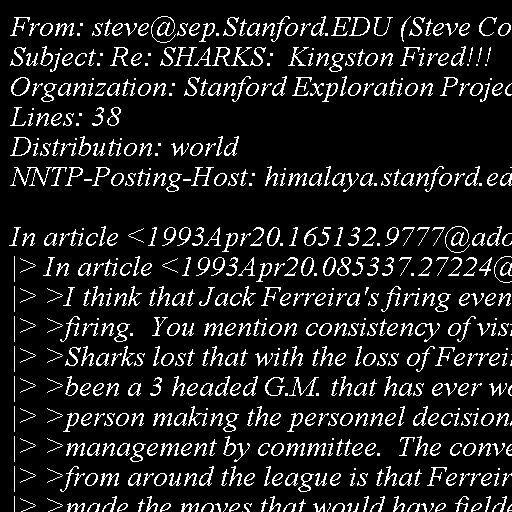 From: steve@sep.Stanford.EDU (Steve Co
Subject: Re: SHARKS:  Kingston Fired!!!
Organization: Stanford Exploration Projec
Lines: 38
Distribution: world
NNTP-Posting-Host: himalaya.stanford.ed

In article <1993Apr20.165132.9777@ado
|> In article <1993Apr20.085337.27224@
|> >I think that Jack Ferreira's firing even
|> >firing.  You mention consistency of visi
|> >Sharks lost that with the loss of Ferrei
|> >been a 3 headed G.M. that has ever wo
|> >person making the personnel decision
|> >management by committee.  The conve
|> >from around the league is that Ferreir
|> >made the moves that would have fielde